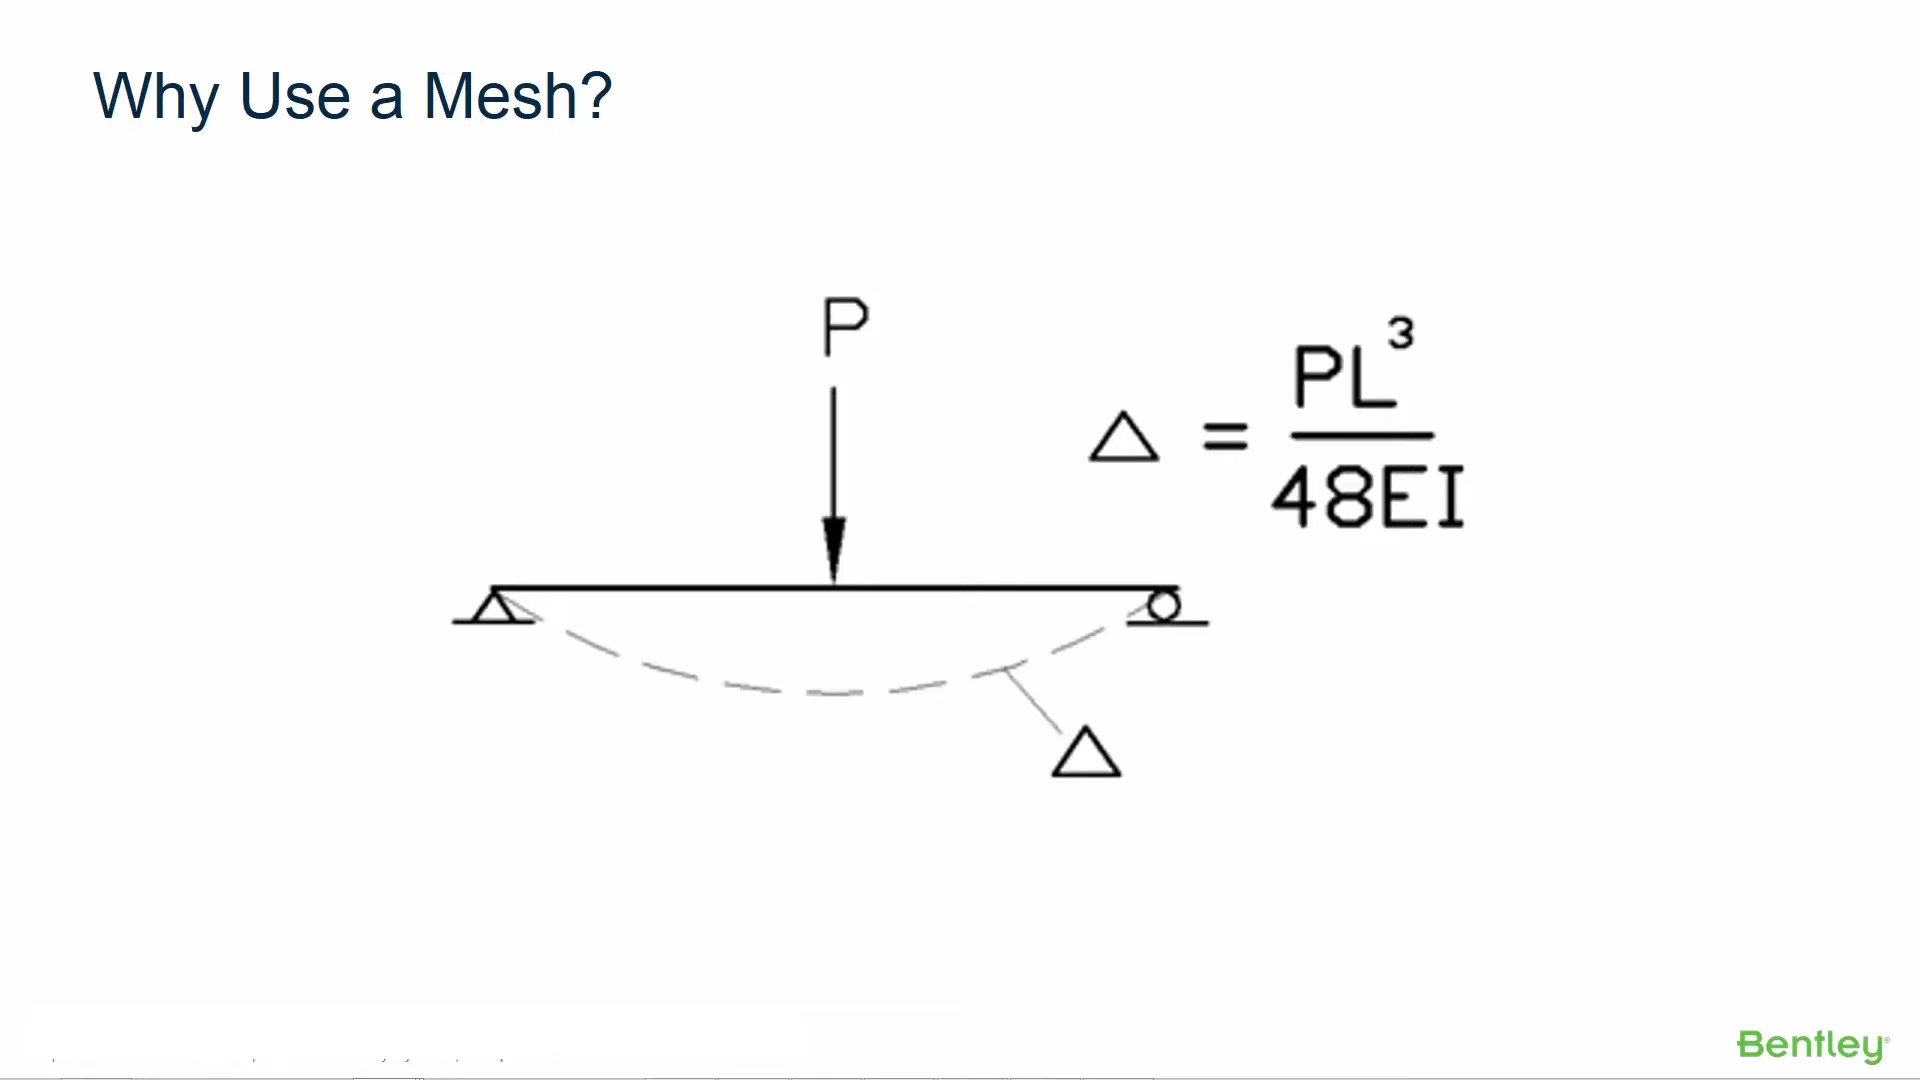 Why Use a Mesh?
P
Δ = PL³
48EI
Δ
Bentley